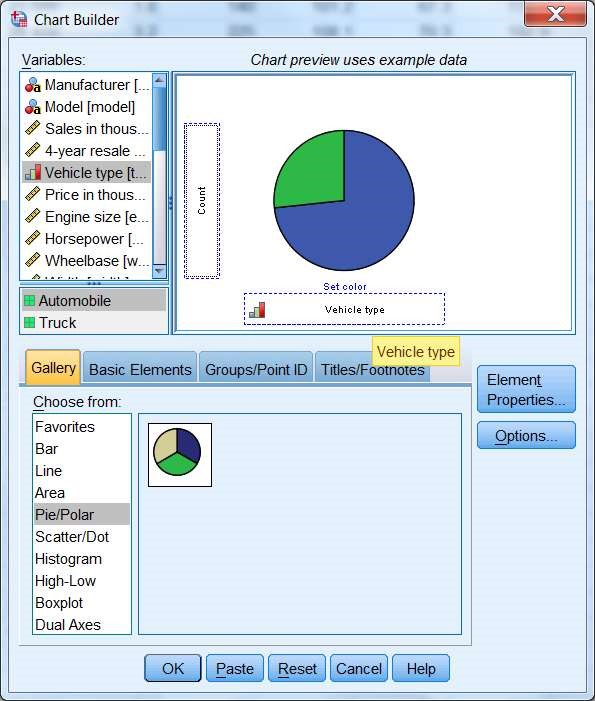 Chart Builder
Variables:
Chart preview uses example data
Manufacturer [...
Model [model]
Sales in thous...
4-year resale ...
Vehicle type [t...
Price in thous...
Engine size [e...
Horsepower [...
Wheelbase [w...
Automobile
Truck
Count
Set color
Vehicle type
Vehicle type
Gallery
Basic Elements
Groups/Point ID
Titles/Footnotes
Element
Properties...
Options...
Choose from:
Favorites
Bar
Line
Area
Pie/Polar
Scatter/Dot
Histogram
High-Low
Boxplot
Dual Axes
OK
Paste
Reset
Cancel
Help